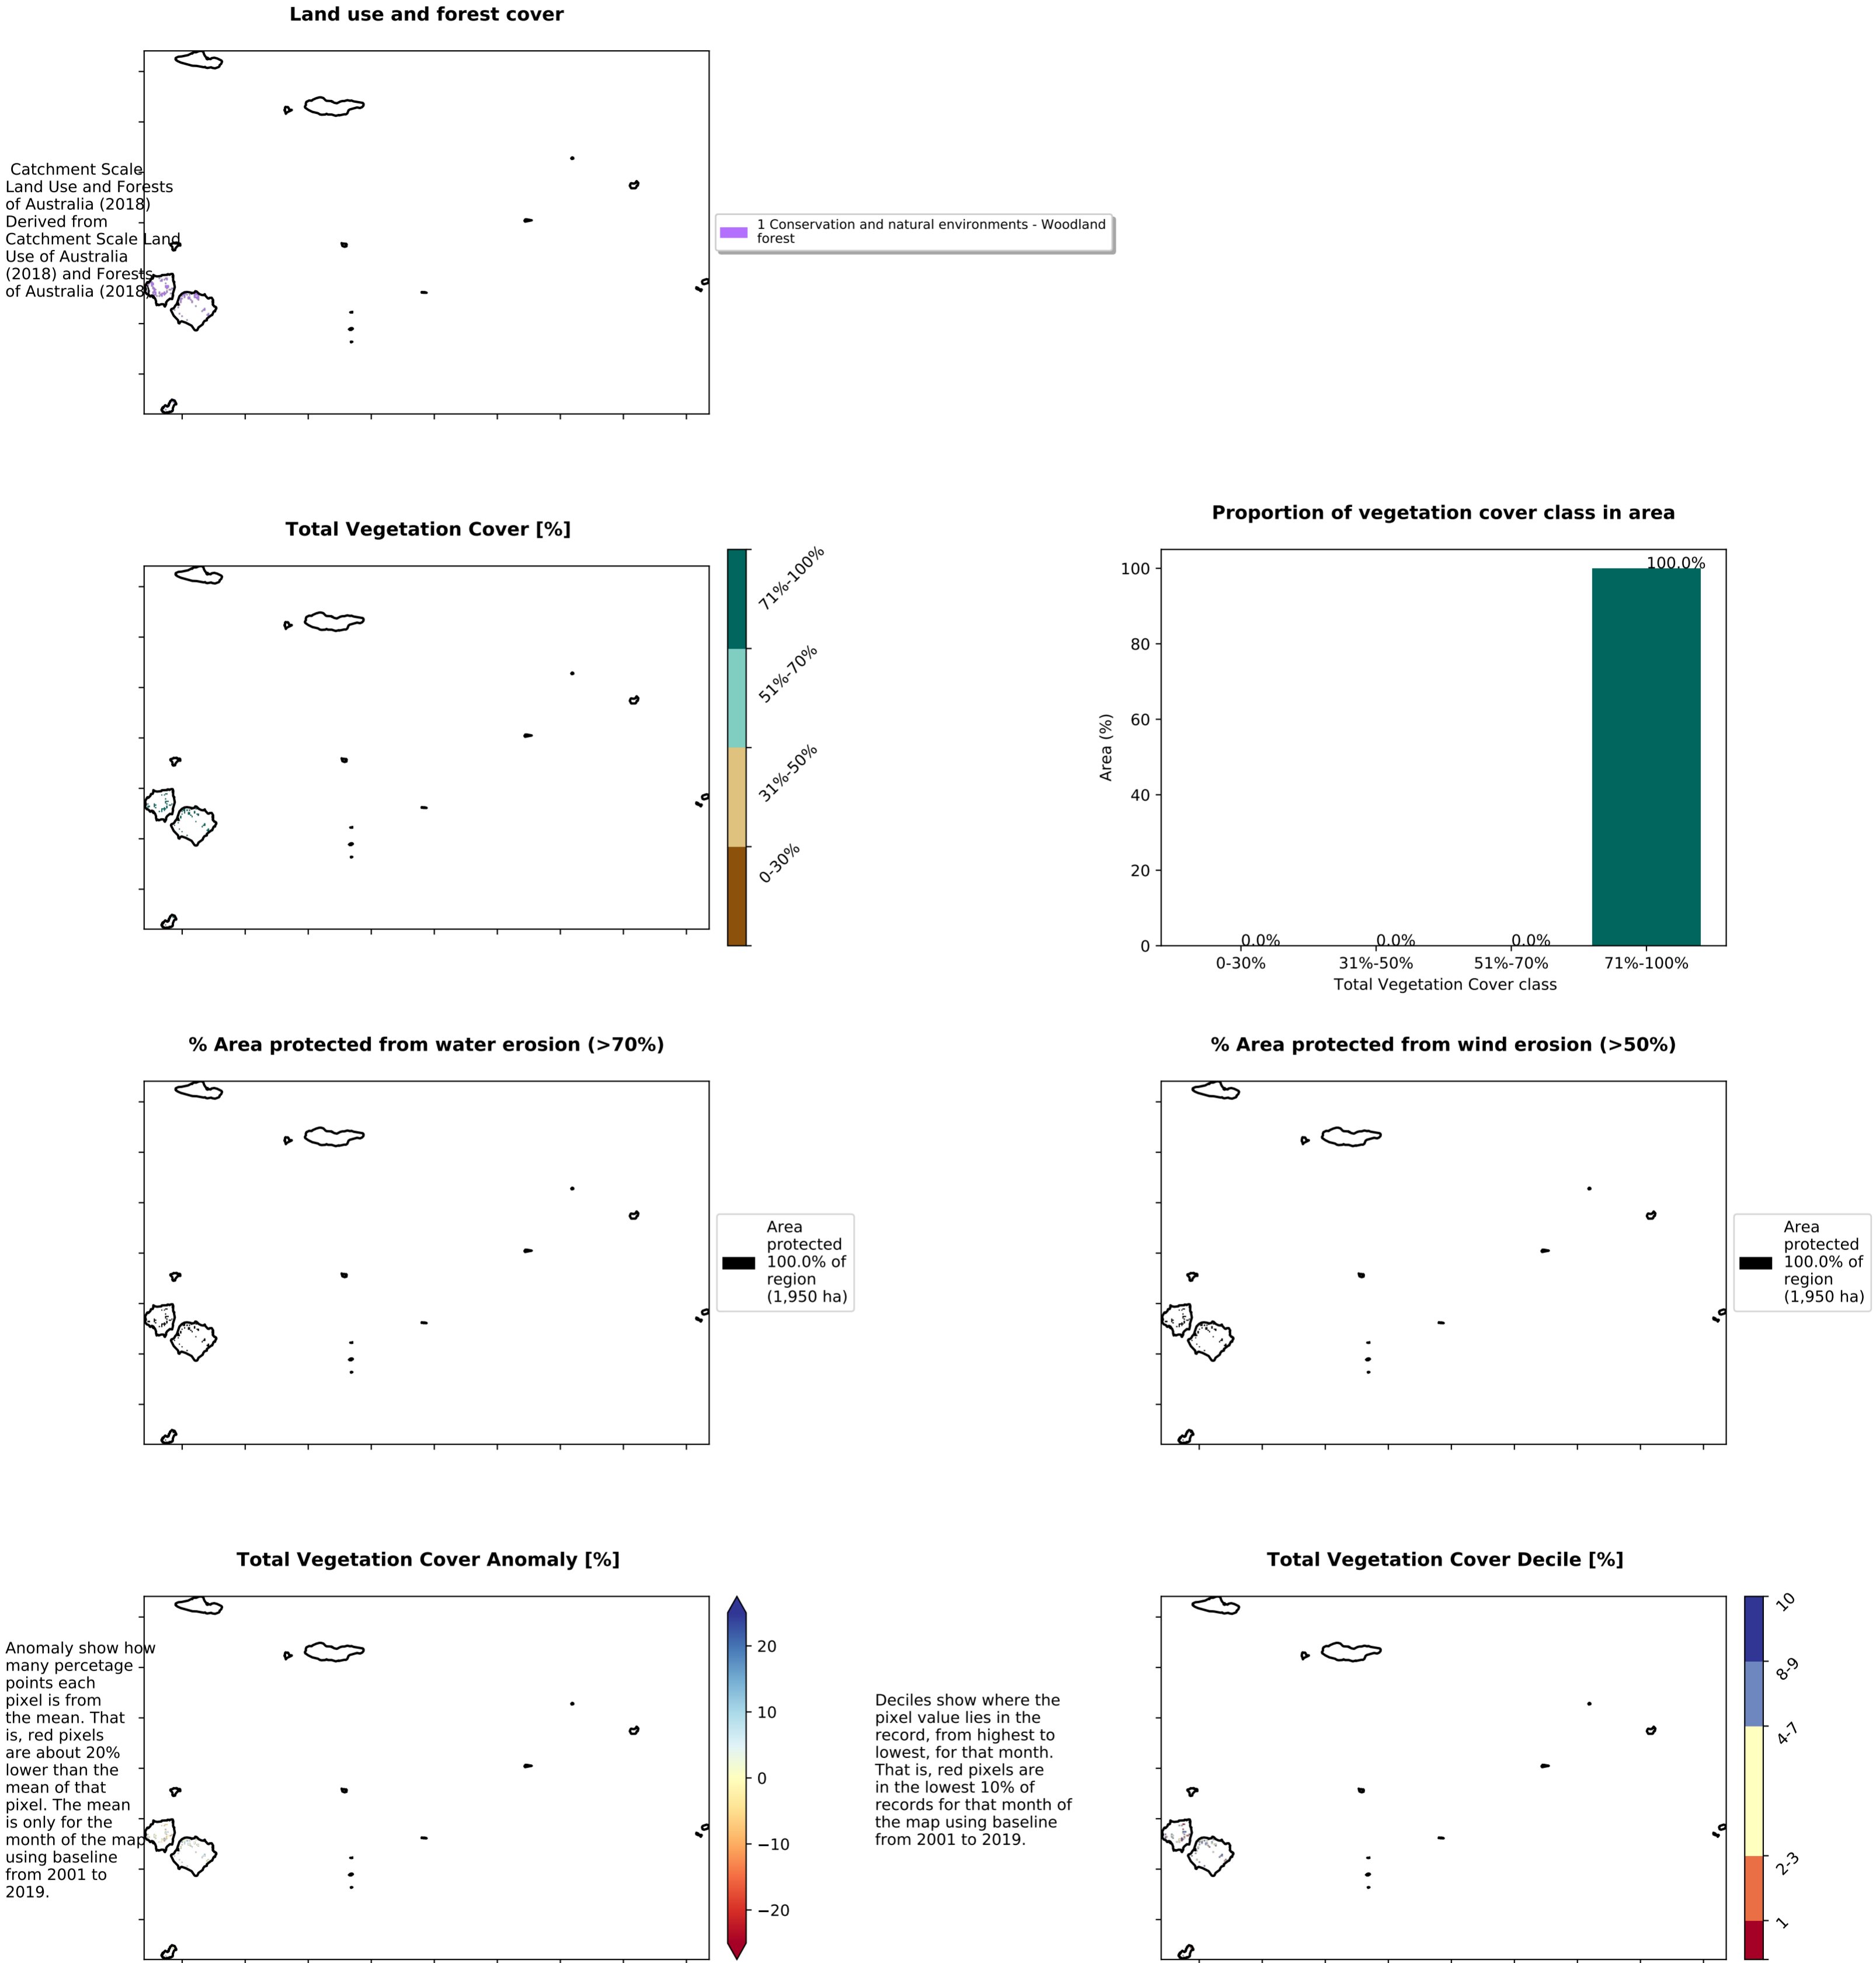 Land use and forest cover
Catchment Scale
Land Use and Forests
of Australia (2018)
Derived from
Catchment Scale Land
Use of Australia
(2018) and Forests
of Australia (2018)
1 Conservation and natural environments - Woodland
forest
Total Vegetation Cover [%]
71%-100%
51%-70%
31%-50%
0-30%
Proportion of vegetation cover class in area
100.0%
100
80
60
40
20
0
Area (%)
0.0%
0.0%
0.0%
0-30%
31%-50%
51%-70%
71%-100%
Total Vegetation Cover class
% Area protected from water erosion (>70%)
Area
protected
100.0% of
region
(1,950 ha)
% Area protected from wind erosion (>50%)
Area
protected
100.0% of
region
(1,950 ha)
Total Vegetation Cover Anomaly [%]
Anomaly show how
many percetage
points each
pixel is from
the mean. That
is, red pixels
are about 20%
lower than the
mean of that
pixel. The mean
is only for the
month of the map
using baseline
from 2001 to
2019.
20
10
0
−10
−20
Deciles show where the
pixel value lies in the
record, from highest to
lowest, for that month.
That is, red pixels are
in the lowest 10% of
records for that month of
the map using baseline
from 2001 to 2019.
Total Vegetation Cover Decile [%]
10
8-9
4-7
2-3
1